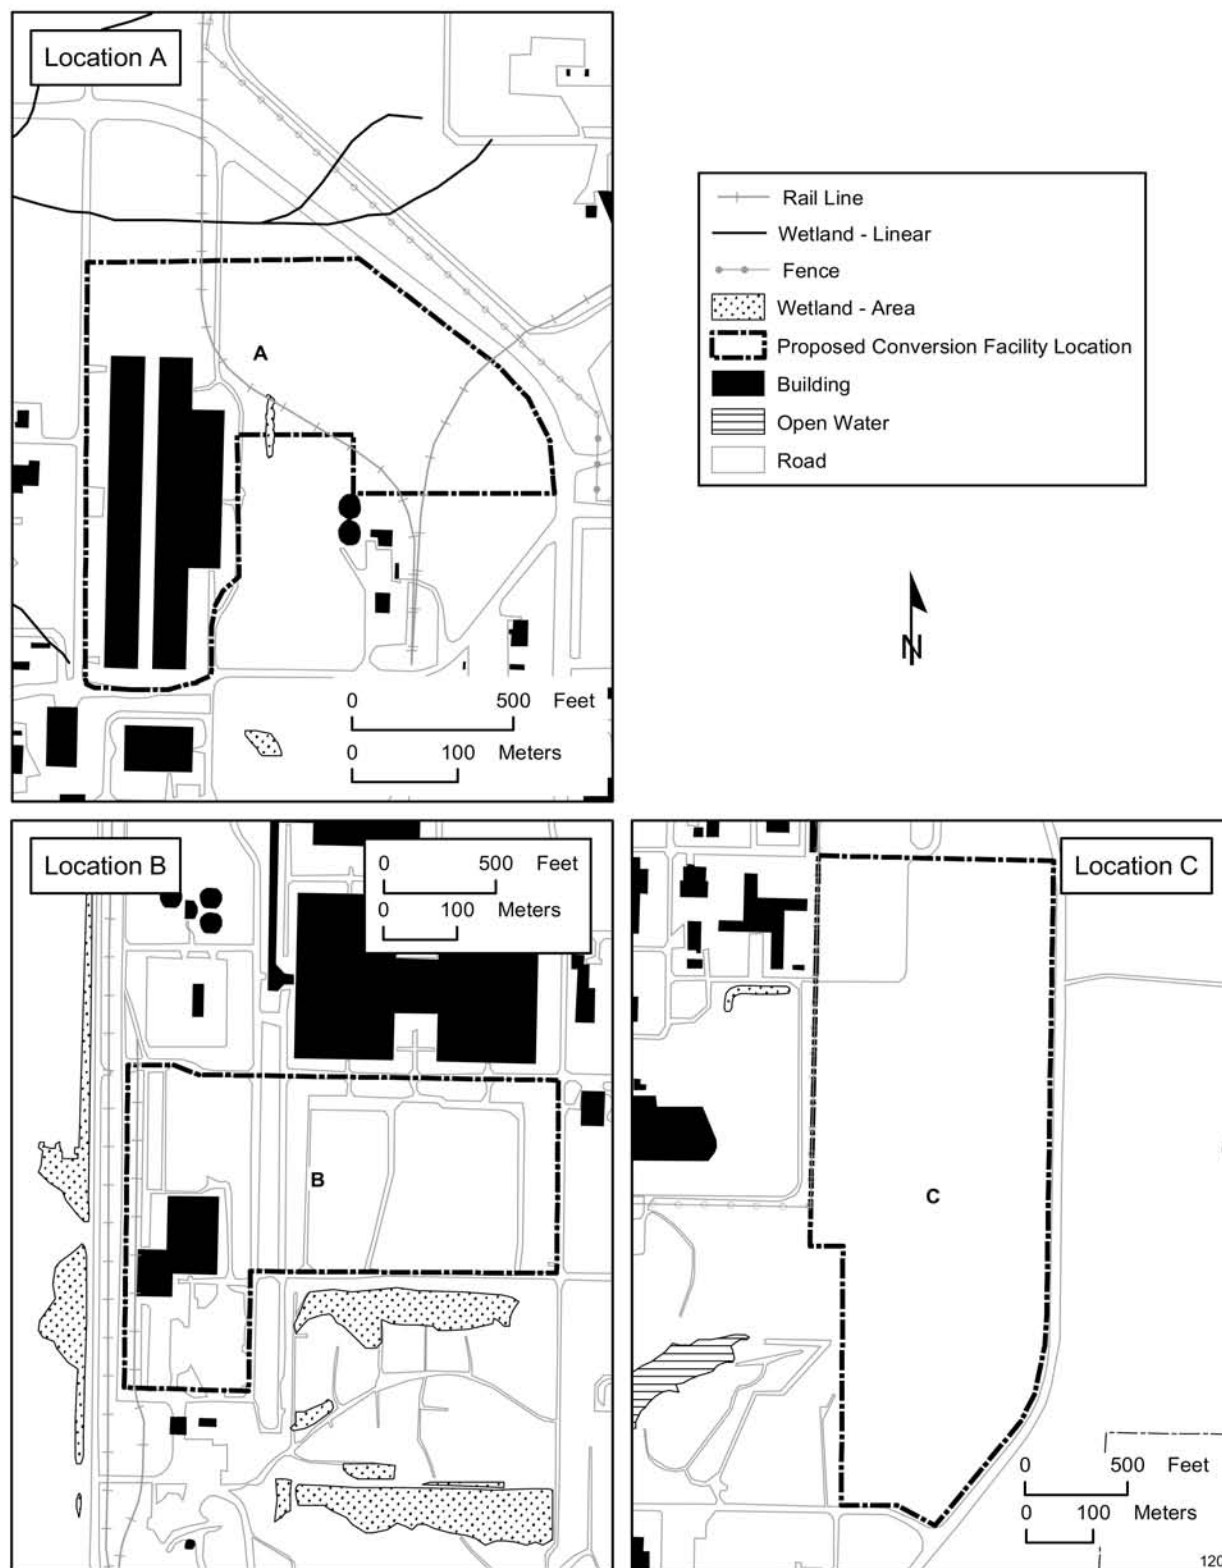 Location A
A
0 500 Feet
0 100 Meters
Rail Line
Wetland - Linear
Fence
Wetland - Area
Proposed Conversion Facility Location
Building
Open Water
Road
N
Location B
0 500 Feet
0 100 Meters
B
Location C
C
0 500 Feet
0 100 Meters
120